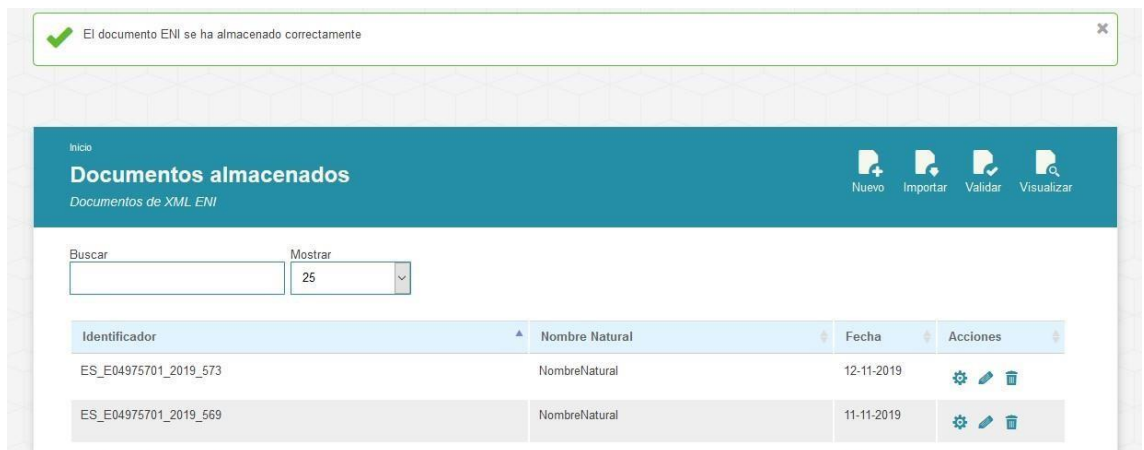 El documento ENI se ha almacenado correctamente
Inicio
Documentos almacenados
Documentos de XML ENI
Nuevo Importar Validar Visualizar
Buscar Mostrar
25
Identificador Nombre Natural Fecha Acciones
ES_E04975701_2019_573 NombreNatural 12-11-2019
ES_E04975701_2019_569 NombreNatural 11-11-2019